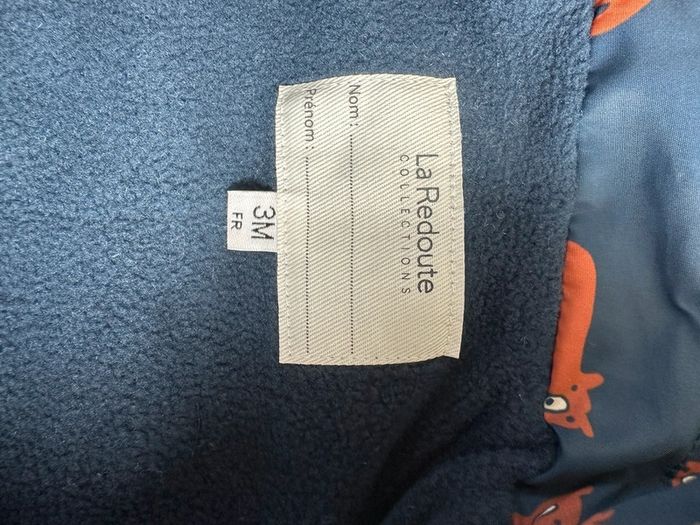 La Redoute
COLLECTIONS
Nom : ........................................
Prénom : ....................................
3M
FR